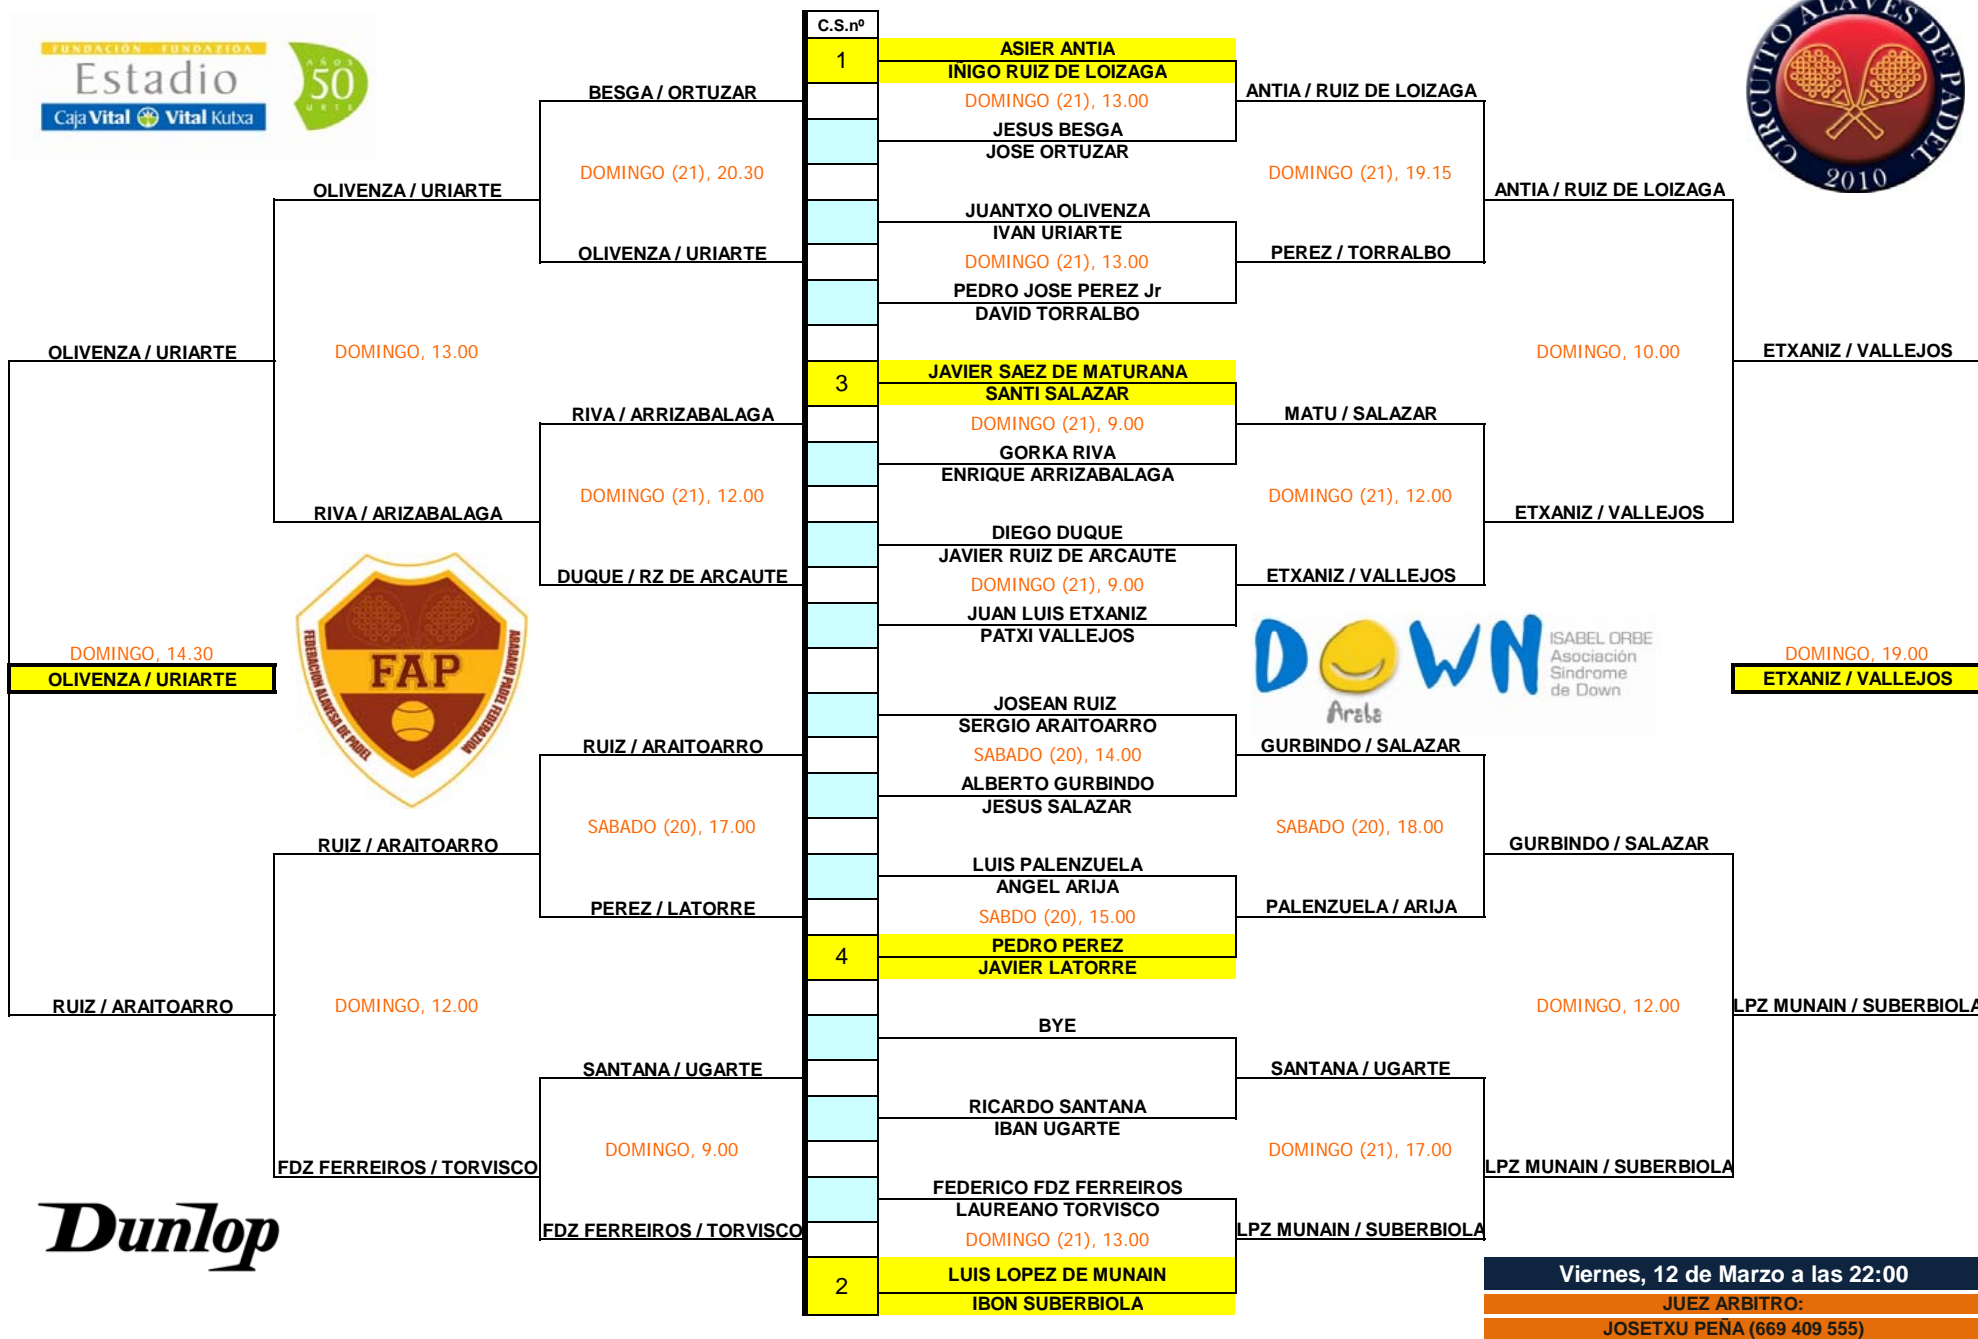 C.S.nº
FUNDACIÓN · FUNDAZIOA
Estadio
Caja Vital Vital Kutxa
AÑOS
50
URTE
CIRCUITO ALAVES DE PADEL
2010
1
ASIER ANTIA
IÑIGO RUIZ DE LOIZAGA
DOMINGO (21), 13.00
JESUS BESGA
JOSE ORTUZAR
JUANTXO OLIVENZA
IVAN URIARTE
DOMINGO (21), 13.00
PEDRO JOSE PEREZ Jr
DAVID TORRALBO
3
JAVIER SAEZ DE MATURANA
SANTI SALAZAR
DOMINGO (21), 9.00
GORKA RIVA
ENRIQUE ARRIZABALAGA
DIEGO DUQUE
JAVIER RUIZ DE ARCAUTE
DOMINGO (21), 9.00
JUAN LUIS ETXANIZ
PATXI VALLEJOS
JOSEAN RUIZ
SERGIO ARAITOARRO
SABADO (20), 14.00
ALBERTO GURBINDO
JESUS SALAZAR
LUIS PALENZUELA
ANGEL ARIJA
SABDO (20), 15.00
4
PEDRO PEREZ
JAVIER LATORRE
BYE
RICARDO SANTANA
IBAN UGARTE
FEDERICO FDZ FERREIROS
LAUREANO TORVISCO
DOMINGO (21), 13.00
2
LUIS LOPEZ DE MUNAIN
IBON SUBERBIOLA
BESGA / ORTUZAR
DOMINGO (21), 20.30
OLIVENZA / URIARTE
RIVA / ARRIZABALAGA
DOMINGO (21), 12.00
DUQUE / RZ DE ARCAUTE
RUIZ / ARAITOARRO
SABADO (20), 17.00
PEREZ / LATORRE
SANTANA / UGARTE
DOMINGO, 9.00
FDZ FERREIROS / TORVISCO
OLIVENZA / URIARTE
DOMINGO, 13.00
RIVA / ARIZABALAGA
RUIZ / ARAITOARRO
DOMINGO, 12.00
FDZ FERREIROS / TORVISCO
OLIVENZA / URIARTE
DOMINGO, 14.30
OLIVENZA / URIARTE
RUIZ / ARAITOARRO
FEDERACION ALAVESA DE PADEL
FAP
ARABAKO PADEL FEDERAZIOA
Dunlop
ANTIA / RUIZ DE LOIZAGA
DOMINGO (21), 19.15
PEREZ / TORRALBO
MATU / SALAZAR
DOMINGO (21), 12.00
ETXANIZ / VALLEJOS
GURBINDO / SALAZAR
SABADO (20), 18.00
PALENZUELA / ARIJA
SANTANA / UGARTE
DOMINGO (21), 17.00
LPZ MUNAIN / SUBERBIOLA
ANTIA / RUIZ DE LOIZAGA
DOMINGO, 10.00
ETXANIZ / VALLEJOS
GURBINDO / SALAZAR
DOMINGO, 12.00
LPZ MUNAIN / SUBERBIOLA
ETXANIZ / VALLEJOS
DOMINGO, 19.00
ETXANIZ / VALLEJOS
LPZ MUNAIN / SUBERBIOLA
DOWN
Araba
ISABEL ORBE
Asociación
Síndrome
de Down
Viernes, 12 de Marzo a las 22:00
JUEZ ARBITRO:
JOSETXU PEÑA (669 409 555)